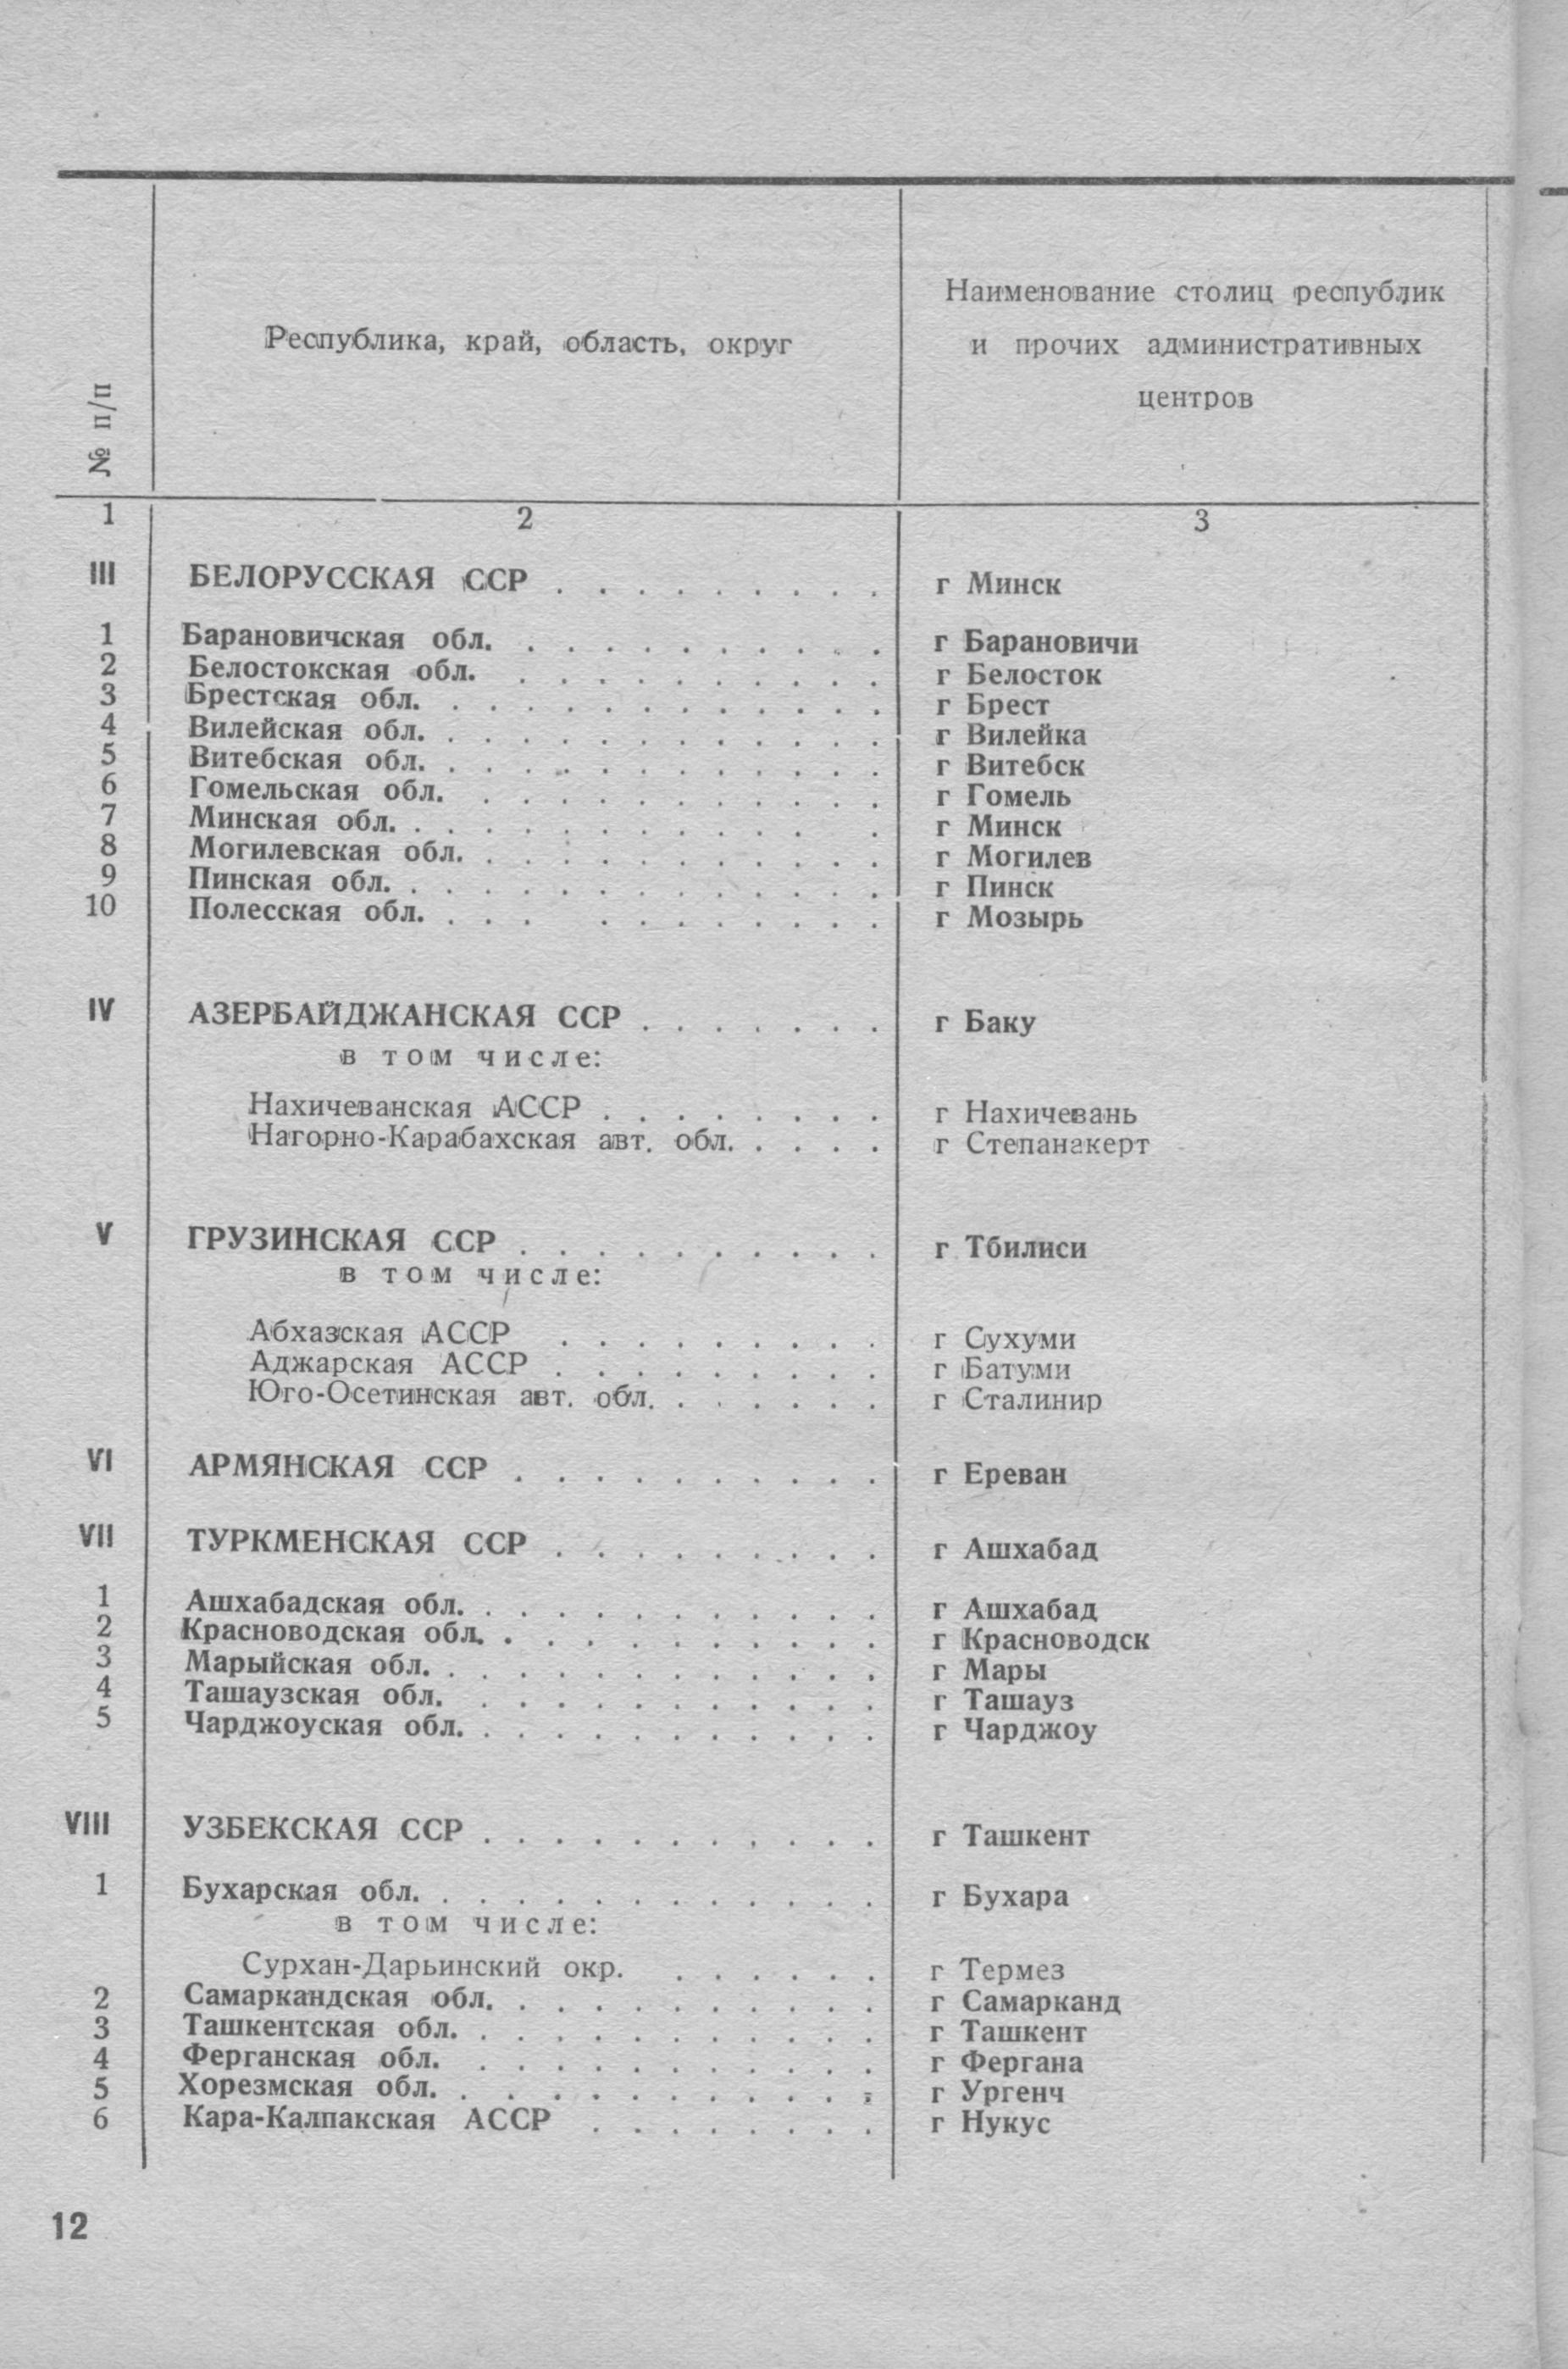 № п/п
Республика, край, область, округ
Наименование столиц республик
и прочих административных
центров
1 2 3
III БЕЛОРУССКАЯ ССР . . . . . . . . . г Минск
1 Барановичская обл. . . . . . . . . . . г Барановичи
2 Белостокская обл. . . . . . . . . . . г Белосток
3 Брестская обл. . . . . . . . . . . . . г Брест
4 Вилейская обл. . . . . . . . . . . . . г Вилейка
5 Витебская обл. . . . . . . . . . . . . г Витебск
6 Гомельская обл. . . . . . . . . . . . г Гомель
7 Минская обл. . . . . . . . . . . . . г Минск
8 Могилевская обл. . . . . . . . . . . . г Могилев
9 Пинская обл. . . . . . . . . . . . . . г Пинск
10 Полесская обл. . . . . . . . . . . . г Мозырь
IV АЗЕРБАЙДЖАНСКАЯ ССР . . . . . . . г Баку
в том числе:
Нахичеванская АССР . . . . . . . . г Нахичевань
Нагорно-Карабахская авт. обл. . . . . г Степанакерт
V ГРУЗИНСКАЯ ССР . . . . . . . . . . г Тбилиси
в том числе:
Абхазская АССР . . . . . . . . . г Сухуми
Аджарская АССР . . . . . . . . . г Батуми
Юго-Осетинская авт. обл. . . . . . . г Сталинир
VI АРМЯНСКАЯ ССР . . . . . . . . . . г Ереван
VII ТУРКМЕНСКАЯ ССР . . . . . . . . . г Ашхабад
1 Ашхабадская обл. . . . . . . . . . . . г Ашхабад
2 Красноводская обл. . . . . . . . . . . г Красноводск
3 Марыйская обл. . . . . . . . . . . . . г Мары
4 Ташаузская обл. . . . . . . . . . . . г Ташауз
5 Чарджоуская обл. . . . . . . . . . . . г Чарджоу
VIII УЗБЕКСКАЯ ССР . . . . . . . . . . . г Ташкент
1 Бухарская обл. . . . . . . . . . . . . г Бухара
в том числе:
Сурхан-Дарьинский окр. . . . . . . г Термез
2 Самаркандская обл. . . . . . . . . . . г Самарканд
3 Ташкентская обл. . . . . . . . . . . . г Ташкент
4 Ферганская обл. . . . . . . . . . . . г Фергана
5 Хорезмская обл. . . . . . . . . . . . г Ургенч
6 Кара-Калпакская АССР . . . . . . . . г Нукус
12